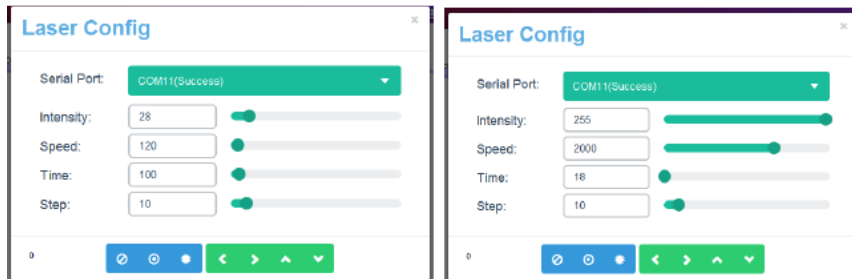 Laser Config
Serial Port: COM11(Success)
Intensity: 28
Speed: 120
Time: 100
Step: 10
0
Laser Config
Serial Port: COM11(Success)
Intensity: 255
Speed: 2000
Time: 18
Step: 10
0